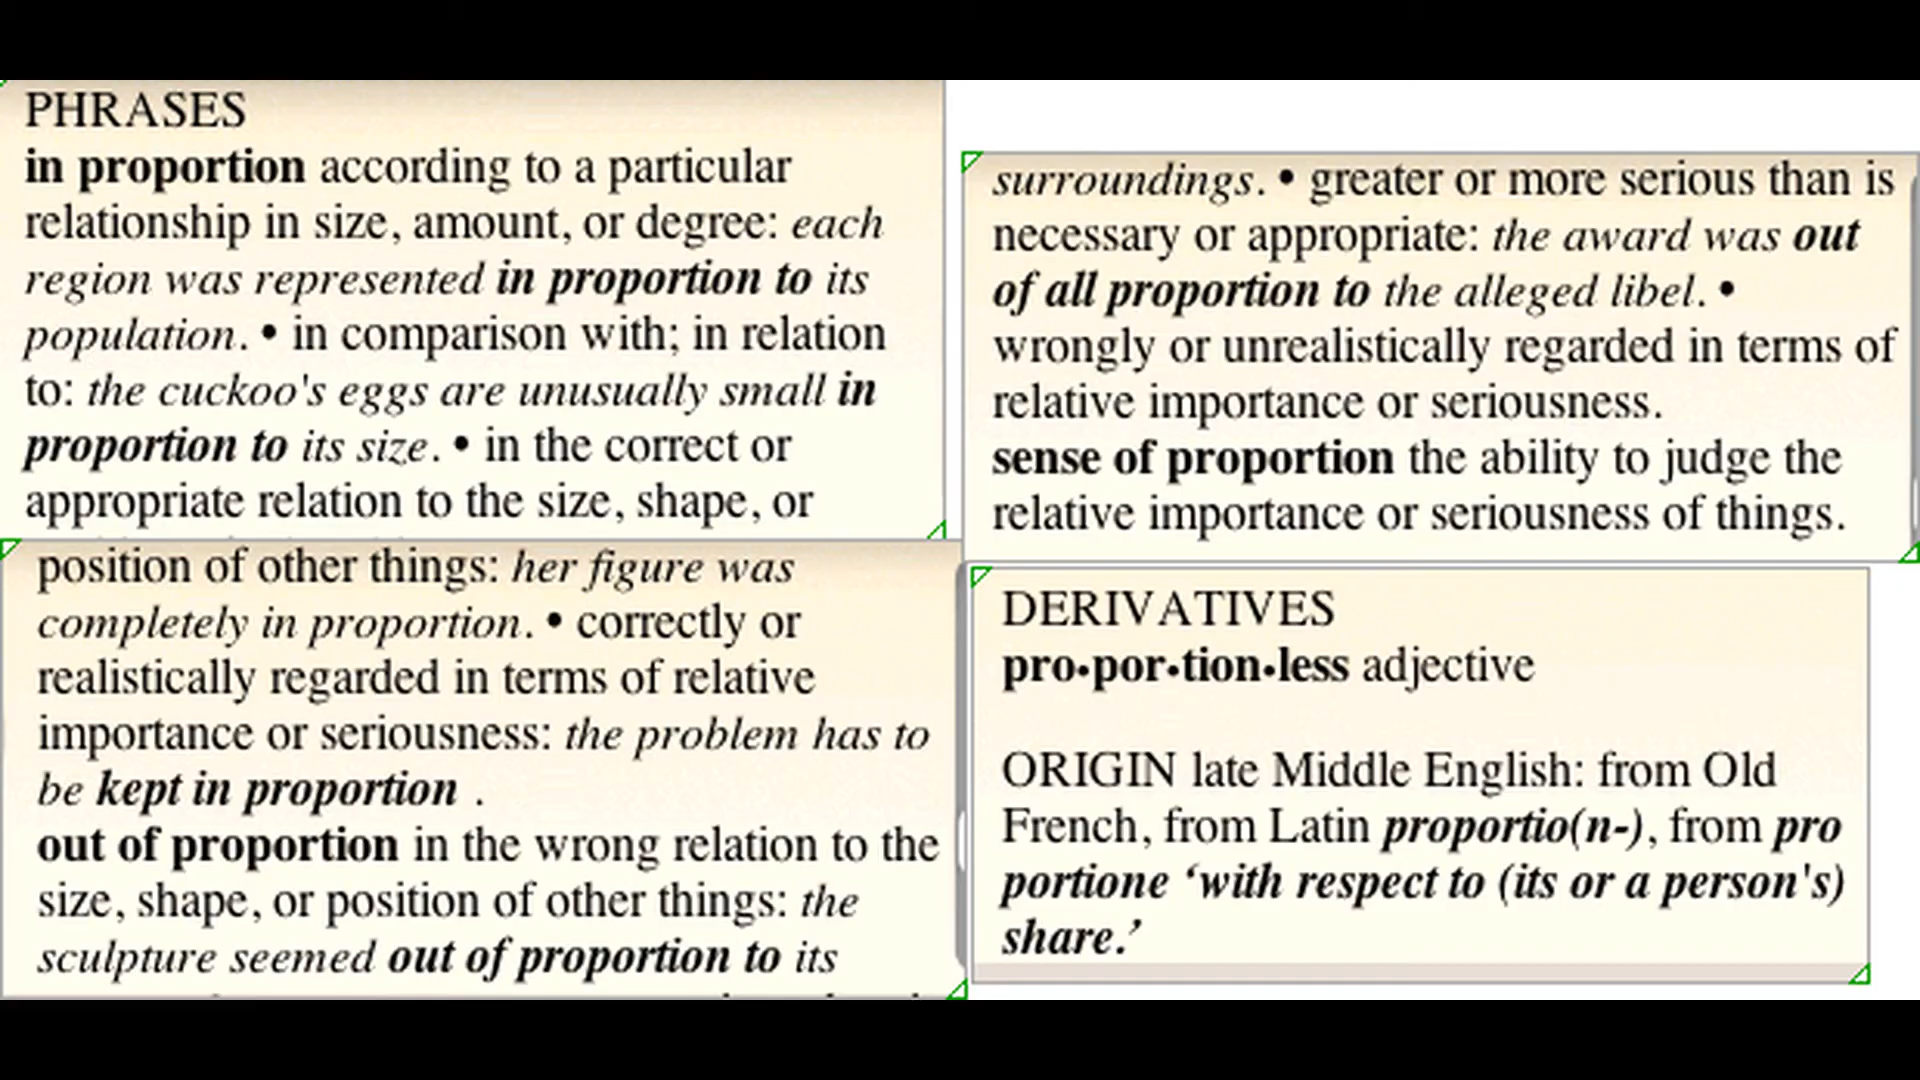 PHRASES
in proportion according to a particular
relationship in size, amount, or degree: each
region was represented in proportion to its
population. • in comparison with; in relation
to: the cuckoo's eggs are unusually small in
proportion to its size. • in the correct or
appropriate relation to the size, shape, or
position of other things: her figure was
completely in proportion. • correctly or
realistically regarded in terms of relative
importance or seriousness: the problem has to
be kept in proportion .
out of proportion in the wrong relation to the
size, shape, or position of other things: the
sculpture seemed out of proportion to its
surroundings. • greater or more serious than is
necessary or appropriate: the award was out
of all proportion to the alleged libel. •
wrongly or unrealistically regarded in terms of
relative importance or seriousness.
sense of proportion the ability to judge the
relative importance or seriousness of things.
DERIVATIVES
pro•por•tion•less adjective
ORIGIN late Middle English: from Old
French, from Latin proportio(n-), from pro
portione ‘with respect to (its or a person's)
share.’